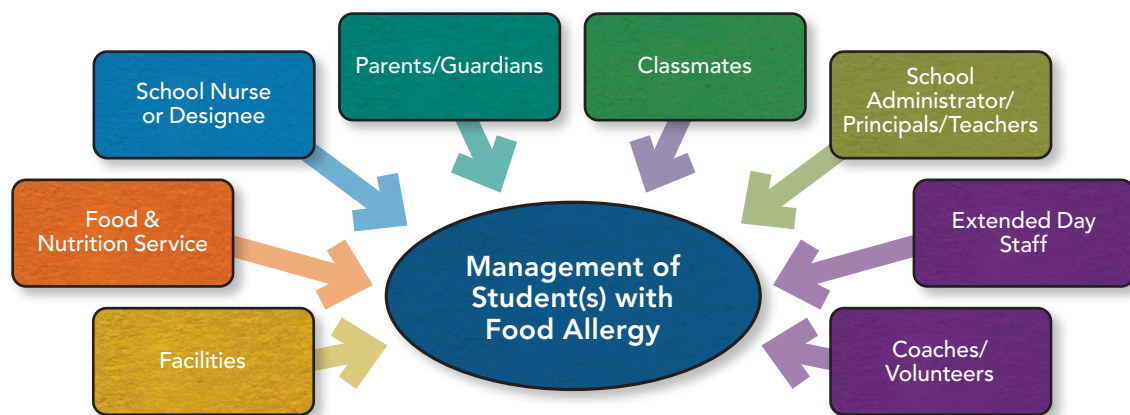 Parents/Guardians
Classmates
School Nurse
or Designee
School
Administrator/
Principals/Teachers
Food &
Nutrition Service
Extended Day
Staff
Management of
Student(s) with
Food Allergy
Facilities
Coaches/
Volunteers